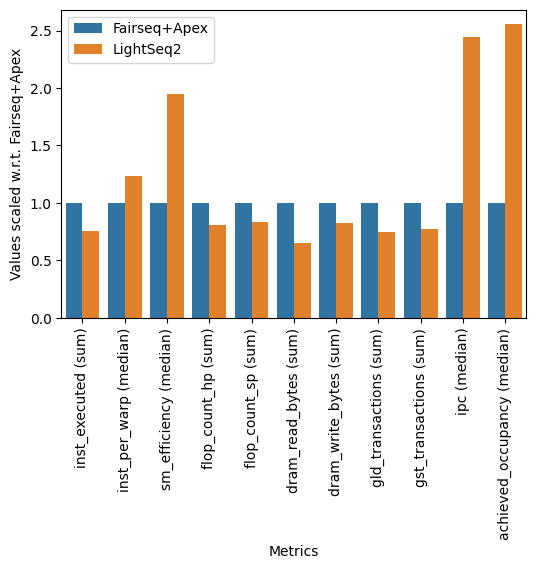 Fairseq+Apex
LightSeq2
Values scaled w.r.t. Fairseq+Apex
2.5
2.0
1.5
1.0
0.5
0.0
inst_executed (sum)
inst_per_warp (median)
sm_efficiency (median)
flop_count_hp (sum)
flop_count_sp (sum)
dram_read_bytes (sum)
dram_write_bytes (sum)
gld_transactions (sum)
gst_transactions (sum)
ipc (median)
achieved_occupancy (median)
Metrics